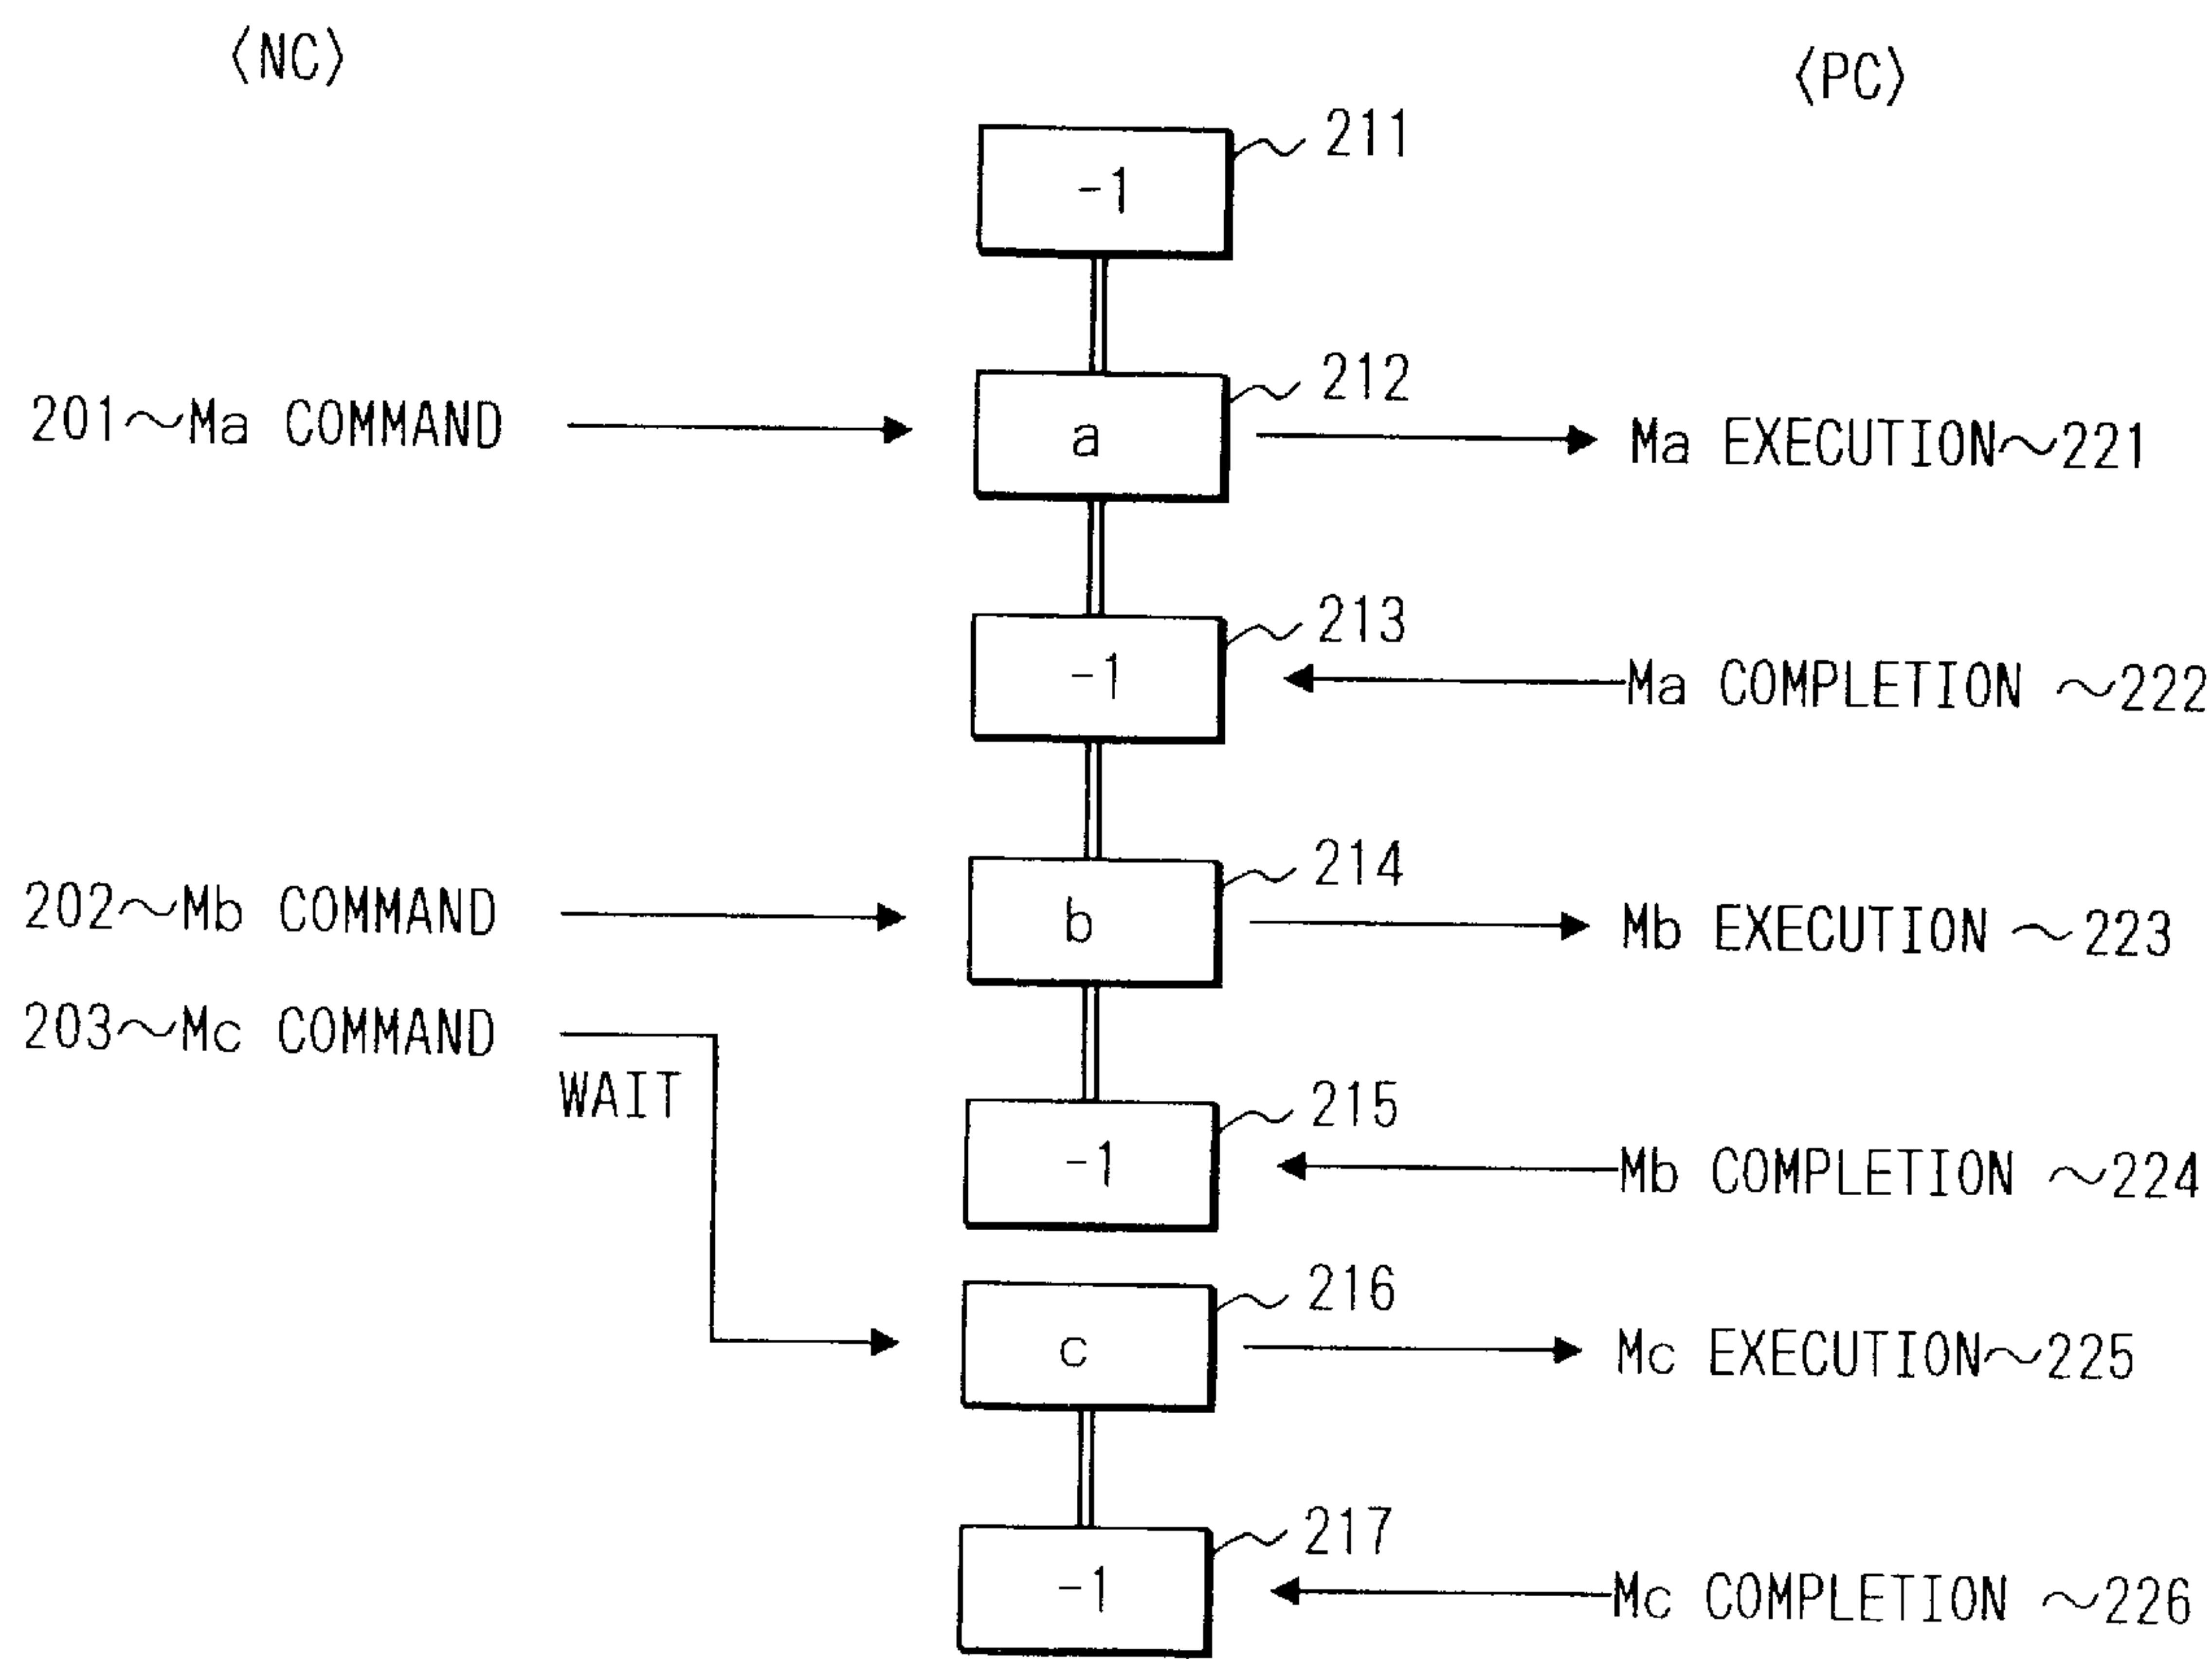 〈NC〉
〈PC〉
211
-1
212
201~Ma COMMAND
a
Ma EXECUTION~221
213
-1
Ma COMPLETION ~222
214
202~Mb COMMAND
b
Mb EXECUTION ~223
203~Mc COMMAND
WAIT
215
-1
Mb COMPLETION ~224
216
c
Mc EXECUTION~225
217
-1
Mc COMPLETION ~226